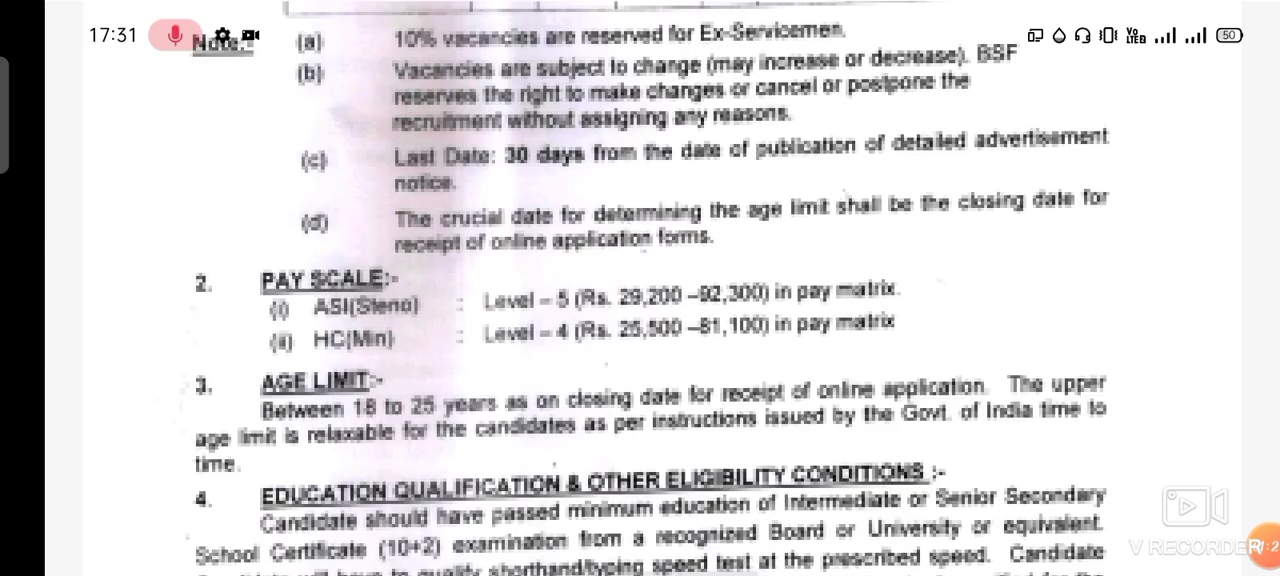 17:31
50
Note:-
(a) 10% vacancies are reserved for Ex-Servicemen.
(b) Vacancies are subject to change (may increase or decrease). BSF
reserves the right to make changes or cancel or postpone the
recruitment without assigning any reasons.
(c) Last Date: 30 days from the date of publication of detailed advertisement
notice.
(d) The crucial date for determining the age limit shall be the closing date for
receipt of online application forms.
2. PAY SCALE:-
(i) ASI(Steno) : Level – 5 (Rs. 29,200 –92,300) in pay matrix.
(ii) HC(Min) : Level – 4 (Rs. 25,500 –81,100) in pay matrix
3. AGE LIMIT:-
Between 18 to 25 years as on closing date for receipt of online application. The upper
age limit is relaxable for the candidates as per instructions issued by the Govt. of India time to
time.
4. EDUCATION QUALIFICATION & OTHER ELIGIBILITY CONDITIONS :-
Candidate should have passed minimum education of Intermediate or Senior Secondary
School Certificate (10+2) examination from a recognized Board or University or equivalent.
Candidate will have to qualify shorthand/typing speed test at the prescribed speed. Candidate
V RECORDER